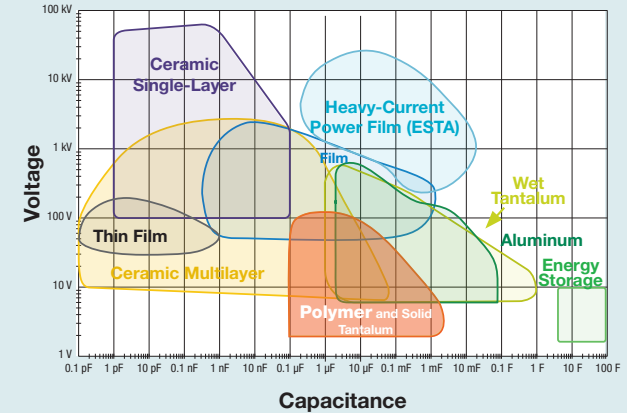 100 kV
10 kV
1 kV
100 V
10 V
1 V
Voltage
Ceramic
Single-Layer
Heavy-Current
Power Film (ESTA)
Film
Wet
Tantalum
Thin Film
Aluminum
Ceramic Multilayer
Energy
Storage
Polymer and Solid
Tantalum
0.1 pF 1 pF 10 pF 0.1 nF 1 nF 10 nF 0.1 µF 1 µF 10 µF 0.1 mF 1 mF 10 mF 0.1 F 1 F 10 F 100 F
Capacitance